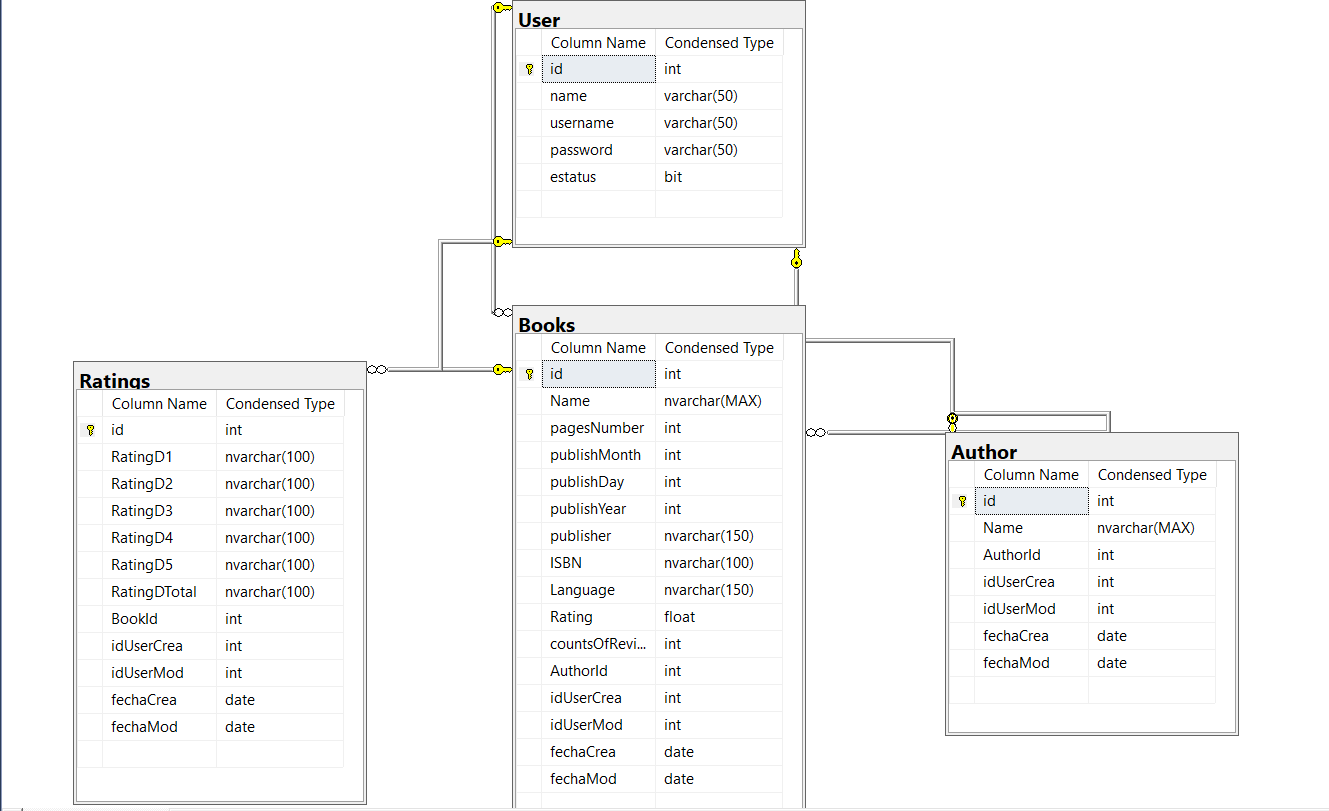 User
Column Name Condensed Type
id int
name varchar(50)
username varchar(50)
password varchar(50)
estatus bit
Books
Column Name Condensed Type
id int
Name nvarchar(MAX)
pagesNumber int
publishMonth int
publishDay int
publishYear int
publisher nvarchar(150)
ISBN nvarchar(100)
Language nvarchar(150)
Rating float
countsOfRevi... int
AuthorId int
idUserCrea int
idUserMod int
fechaCrea date
fechaMod date
Ratings
Column Name Condensed Type
id int
RatingD1 nvarchar(100)
RatingD2 nvarchar(100)
RatingD3 nvarchar(100)
RatingD4 nvarchar(100)
RatingD5 nvarchar(100)
RatingDTotal nvarchar(100)
BookId int
idUserCrea int
idUserMod int
fechaCrea date
fechaMod date
Author
Column Name Condensed Type
id int
Name nvarchar(MAX)
AuthorId int
idUserCrea int
idUserMod int
fechaCrea date
fechaMod date